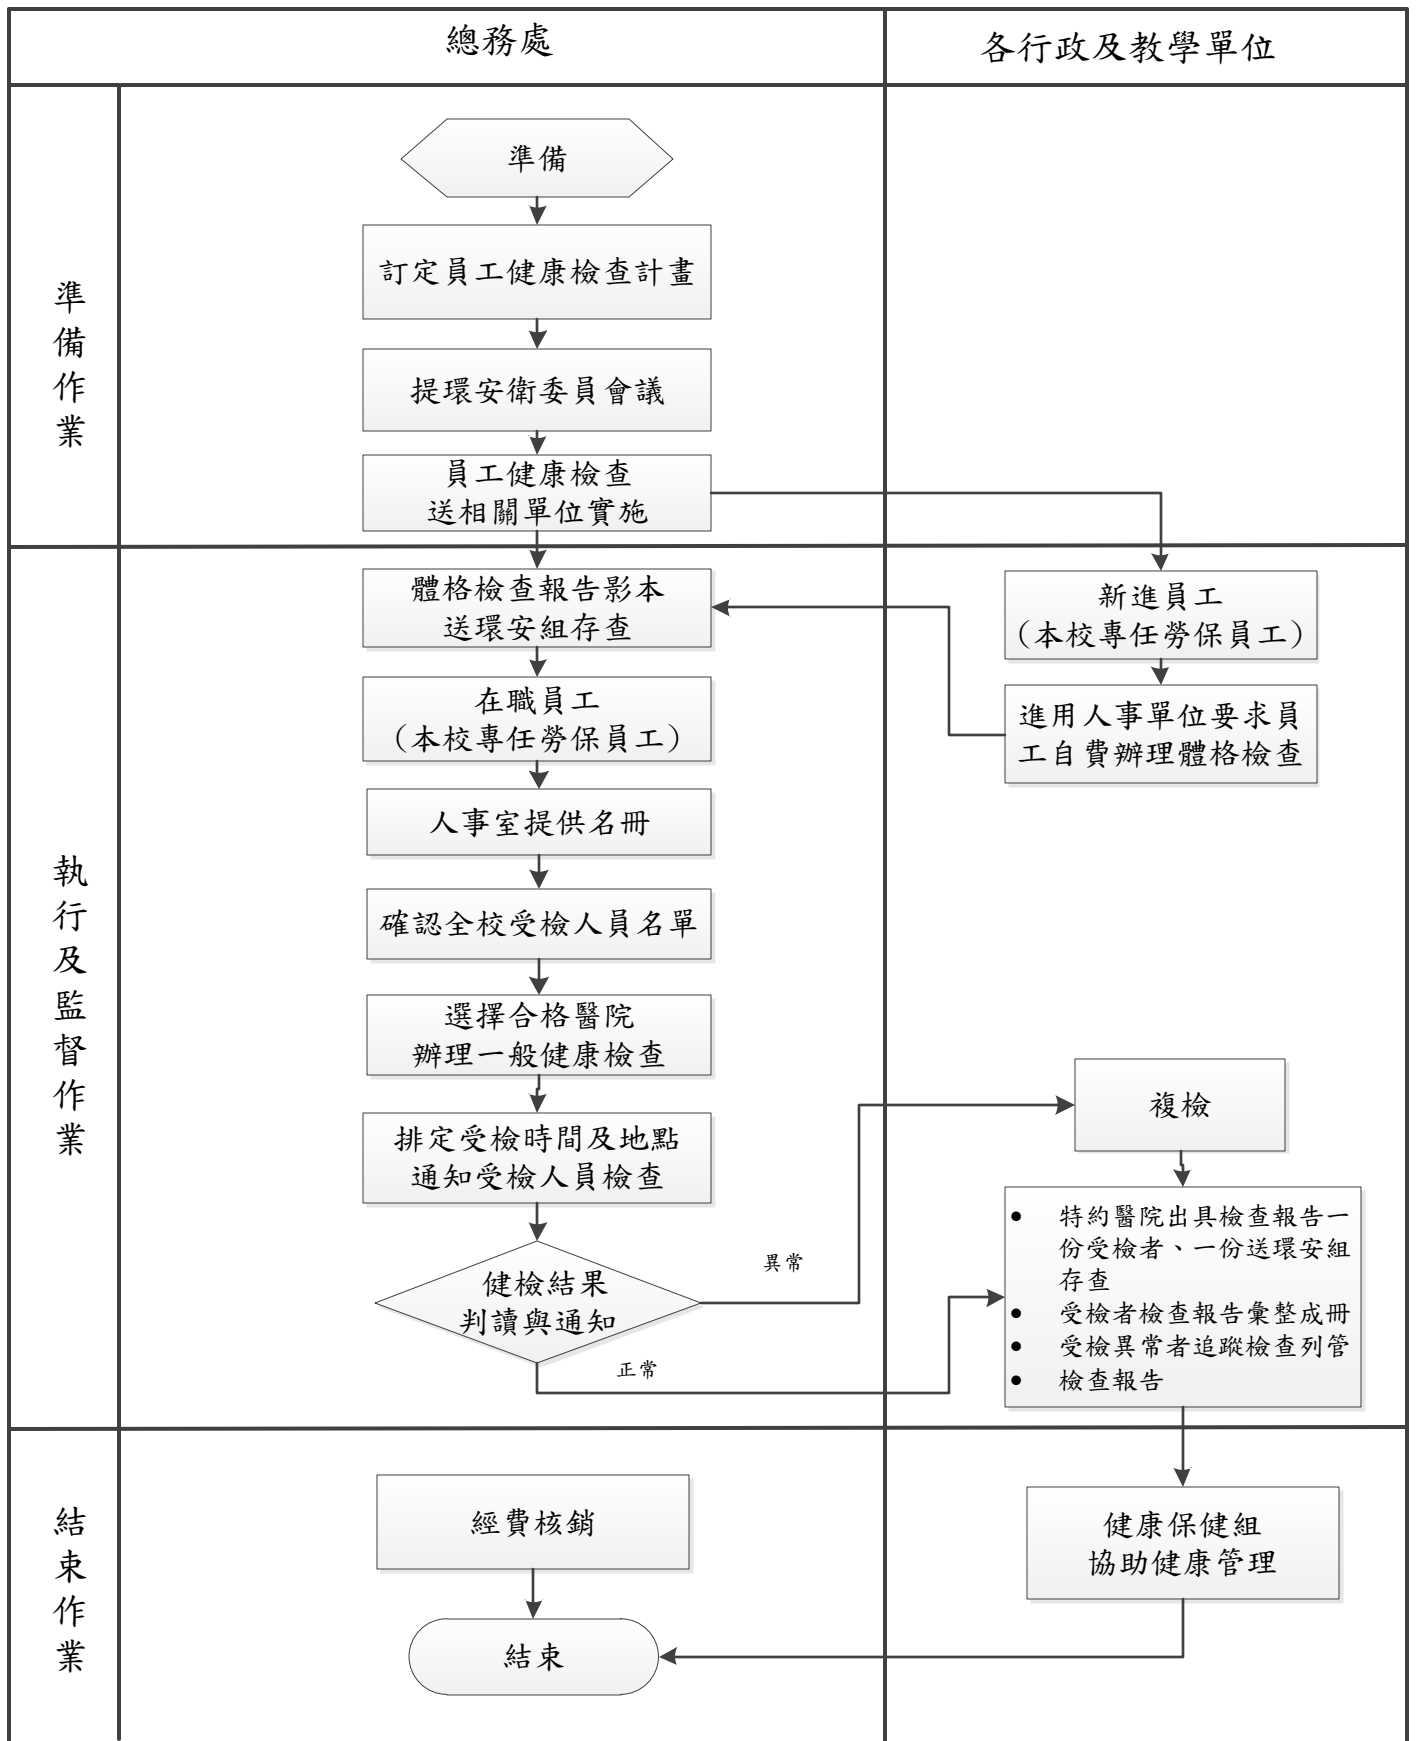 總務處
各行政及教學單位
準備作業
準備
訂定員工健康檢查計畫
提環安衛委員會議
員工健康檢查
送相關單位實施
執行及監督作業
體格檢查報告影本
送環安組存查
新進員工
（本校專任勞保員工）
在職員工
（本校專任勞保員工）
進用人事單位要求員
工自費辦理體格檢查
人事室提供名冊
確認全校受檢人員名單
選擇合格醫院
辦理一般健康檢查
排定受檢時間及地點
通知受檢人員檢查
複檢
健檢結果
判讀與通知
異常
正常
• 特約醫院出具檢查報告一
份受檢者、一份送環安組
存查
• 受檢者檢查報告彙整成冊
• 受檢異常者追蹤檢查列管
• 檢查報告
結束作業
經費核銷
健康保健組
協助健康管理
結束